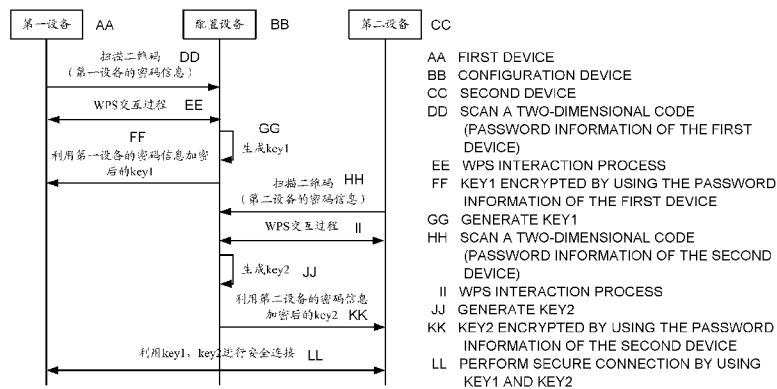 第一设备 AA
配置设备 BB
第二设备 CC
扫描二维码 DD
（第一设备的密码信息）
WPS交互过程 EE
FF
GG
生成key1
利用第一设备的密码信息加密
后的key1
扫描二维码 HH
（第二设备的密码信息）
WPS交互过程 II
生成key2 JJ
利用第二设备的密码信息
加密后的key2 KK
利用key1、key2进行安全连接 LL
AA FIRST DEVICE
BB CONFIGURATION DEVICE
CC SECOND DEVICE
DD SCAN A TWO-DIMENSIONAL CODE
(PASSWORD INFORMATION OF THE FIRST
DEVICE)
EE WPS INTERACTION PROCESS
FF KEY1 ENCRYPTED BY USING THE PASSWORD
INFORMATION OF THE FIRST DEVICE
GG GENERATE KEY1
HH SCAN A TWO-DIMENSIONAL CODE
(PASSWORD INFORMATION OF THE SECOND
DEVICE)
II WPS INTERACTION PROCESS
JJ GENERATE KEY2
KK KEY2 ENCRYPTED BY USING THE PASSWORD
INFORMATION OF THE SECOND DEVICE
LL PERFORM SECURE CONNECTION BY USING
KEY1 AND KEY2